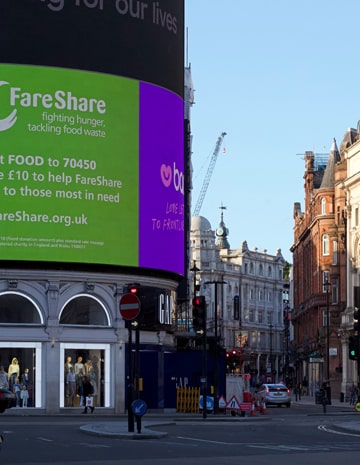 g for our lives
FareShare
fighting hunger,
tackling food waste
t FOOD to 70450
e £10 to help FareShare
to those most in need
areShare.org.uk